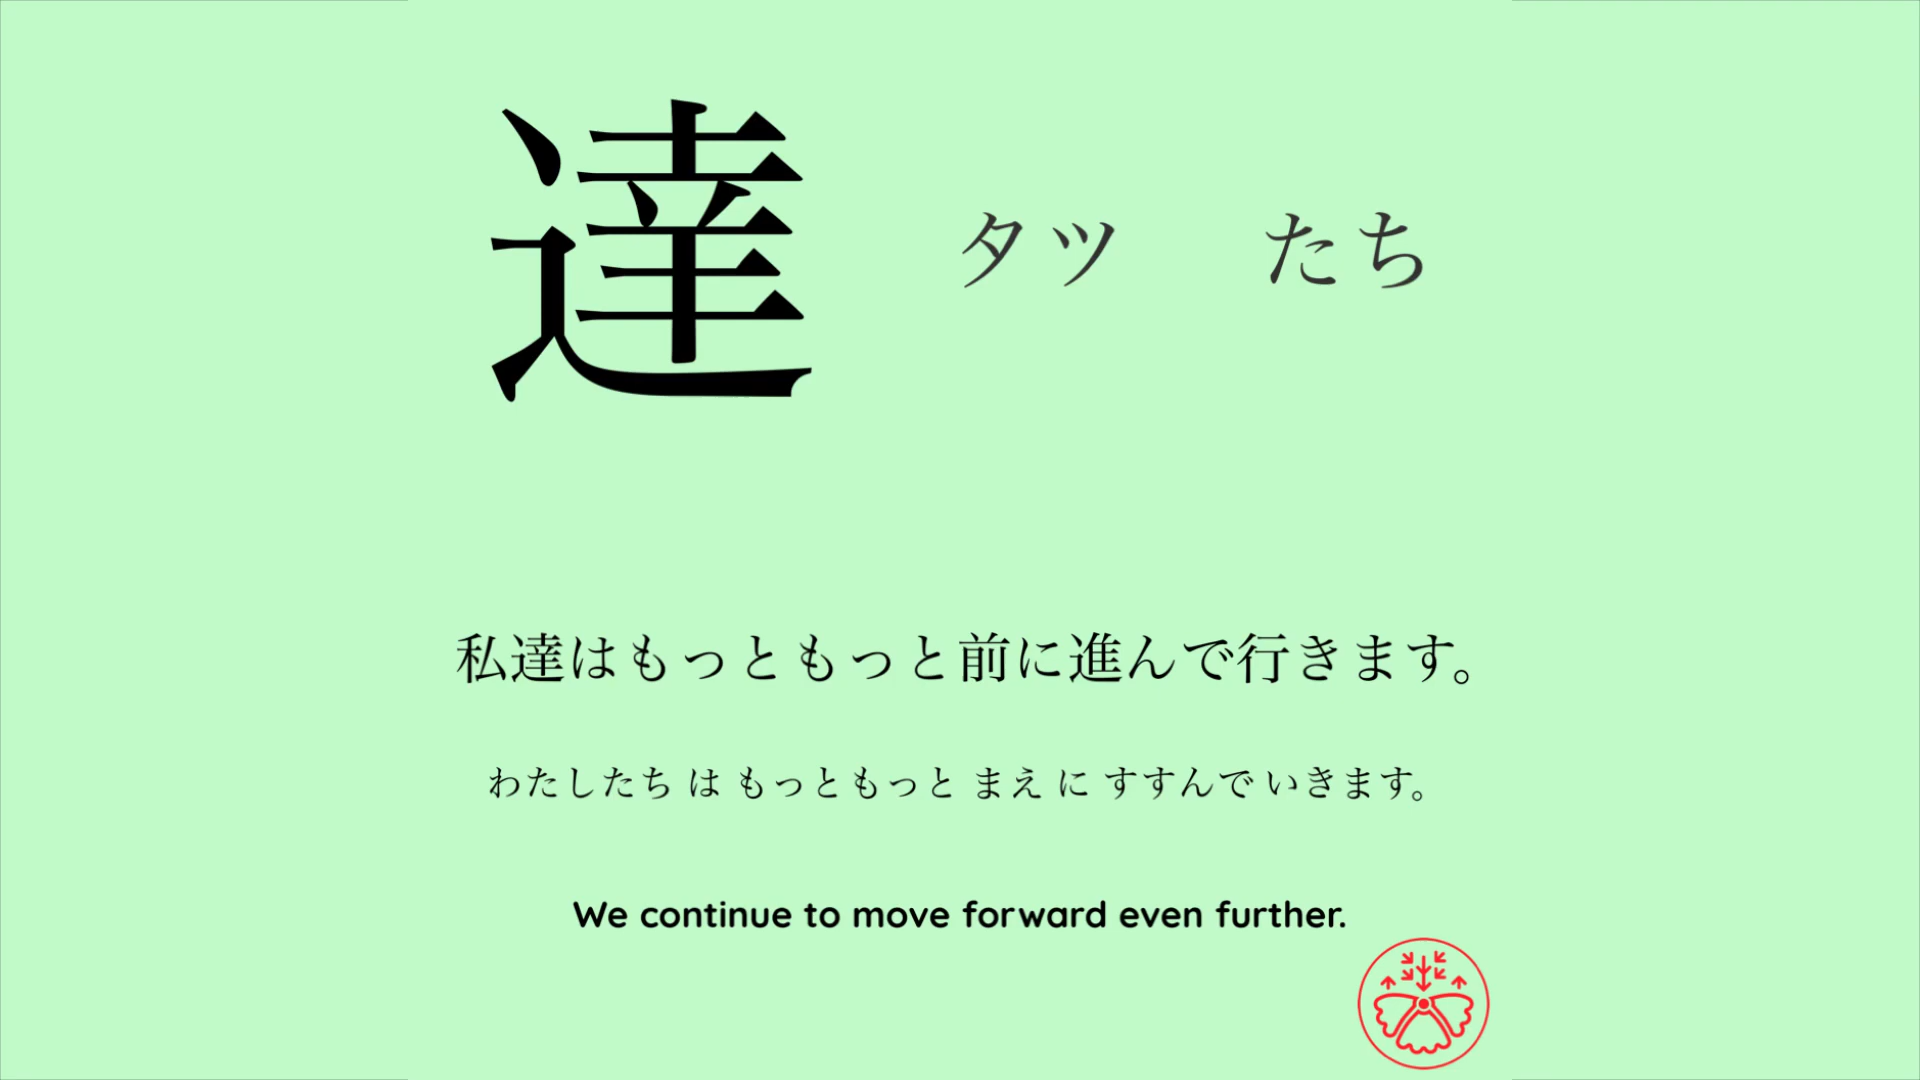 達 タツ たち
私達はもっともっと前に進んで行きます。
わたしたち は もっともっと まえ に すすんで いきます。
We continue to move forward even further.